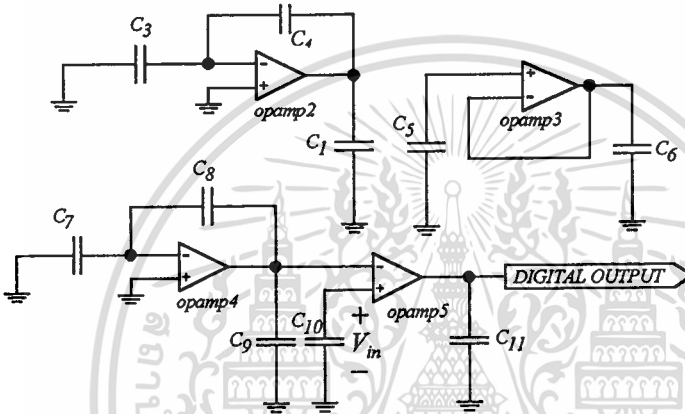 C3
C4
opamp2
C1
C5
opamp3
C6
C7
C8
opamp4
C9
C10
+
Vin
−
opamp5
C11
DIGITAL OUTPUT